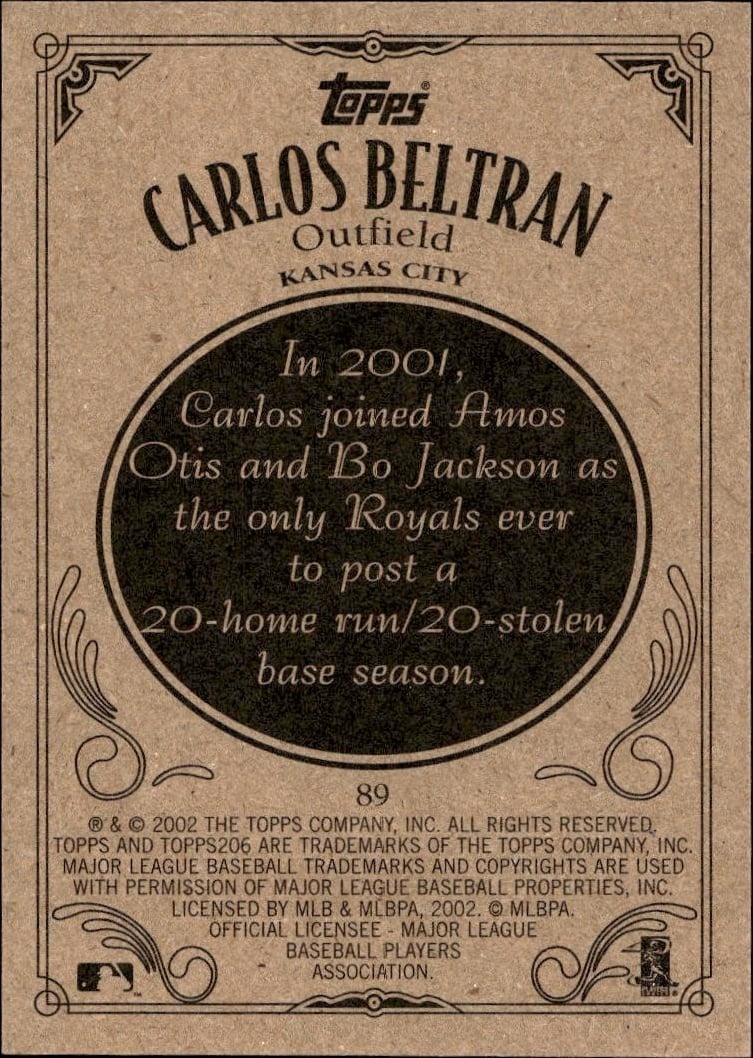 Topps®
CARLOS BELTRAN
Outfield
KANSAS CITY
In 2001,
Carlos joined Amos
Otis and Bo Jackson as
the only Royals ever
to post a
20-home run/20-stolen
base season.
89
® & © 2002 THE TOPPS COMPANY, INC. ALL RIGHTS RESERVED.
TOPPS AND TOPPS206 ARE TRADEMARKS OF THE TOPPS COMPANY, INC.
MAJOR LEAGUE BASEBALL TRADEMARKS AND COPYRIGHTS ARE USED
WITH PERMISSION OF MAJOR LEAGUE BASEBALL PROPERTIES, INC.
LICENSED BY MLB & MLBPA, 2002. © MLBPA.
OFFICIAL LICENSEE - MAJOR LEAGUE
BASEBALL PLAYERS
ASSOCIATION.